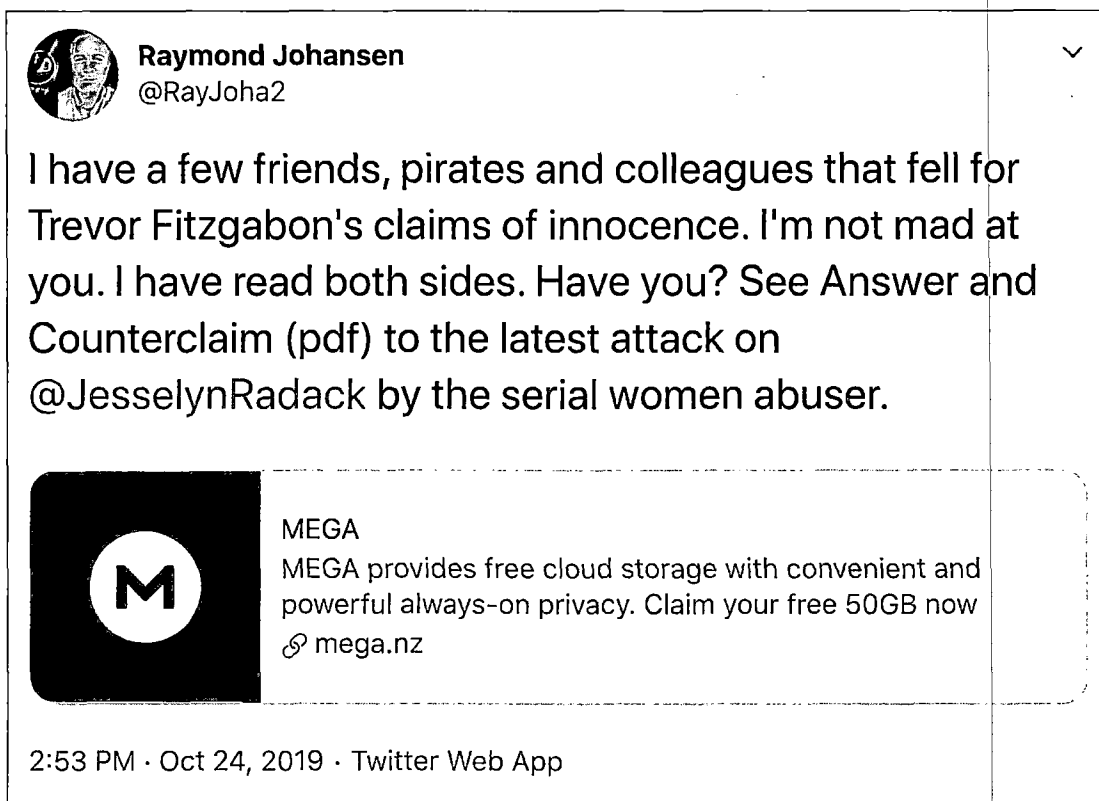 Raymond Johansen
@RayJoha2
I have a few friends, pirates and colleagues that fell for
Trevor Fitzgabon's claims of innocence. I'm not mad at
you. I have read both sides. Have you? See Answer and
Counterclaim (pdf) to the latest attack on
@JesselynRadack by the serial women abuser.
M
MEGA
MEGA provides free cloud storage with convenient and
powerful always-on privacy. Claim your free 50GB now
mega.nz
2:53 PM · Oct 24, 2019 · Twitter Web App